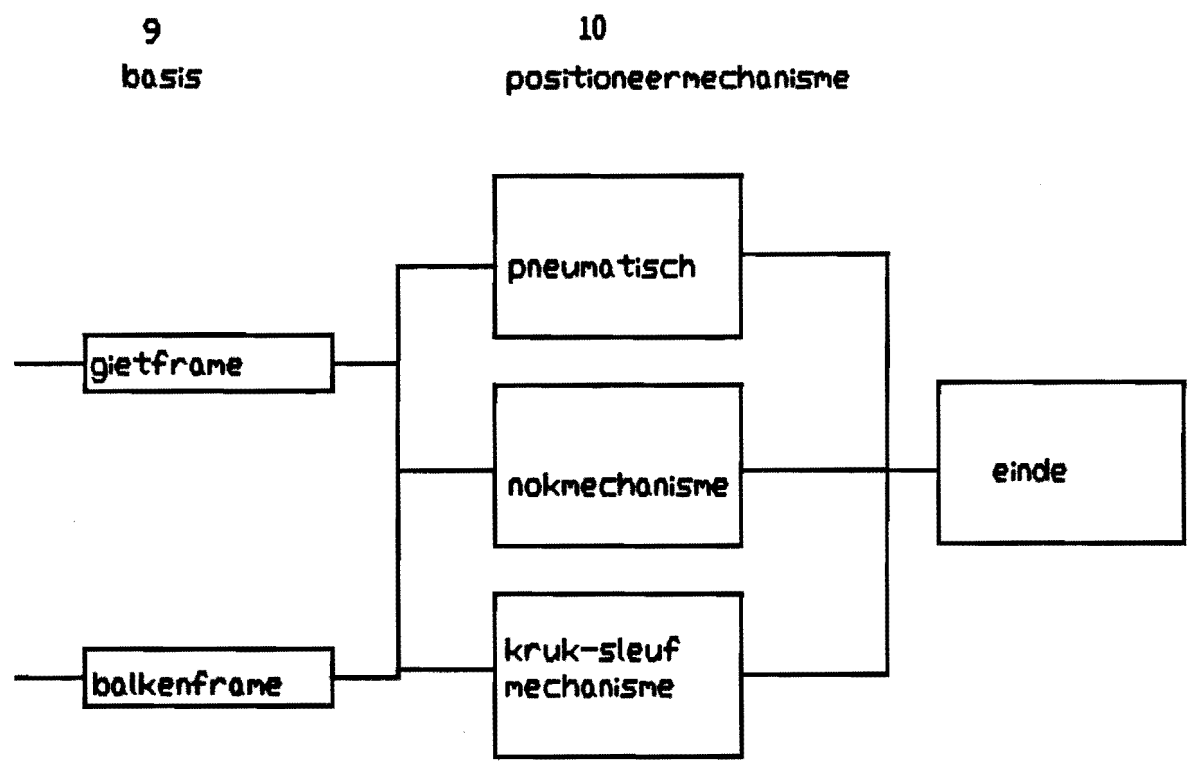 9
basis
10
positioneermechanisme
gietframe
balkenframe
pneumatisch
nokmechanisme
kruk-sleuf
mechanisme
einde